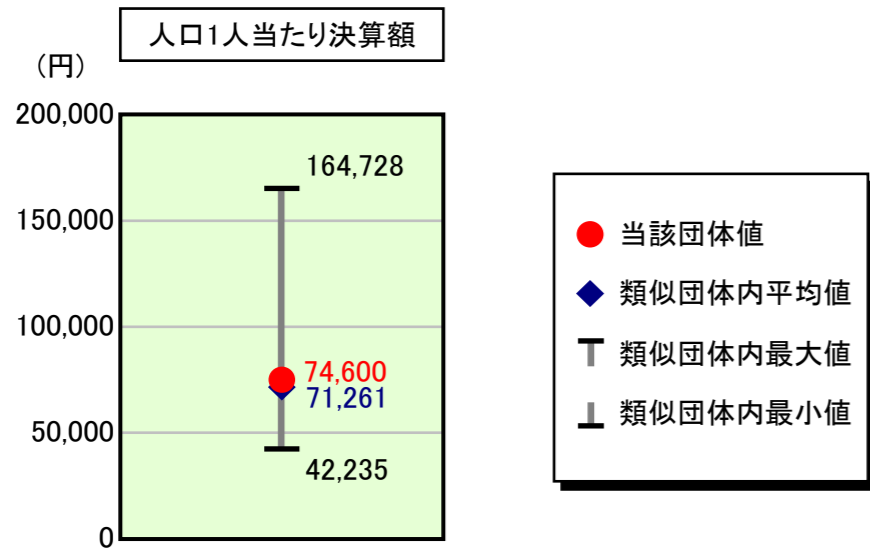 人口1人当たり決算額
(円)
200,000
150,000
100,000
50,000
0
164,728
74,600
71,261
42,235
当該団体値
類似団体内平均値
類似団体内最大値
類似団体内最小値